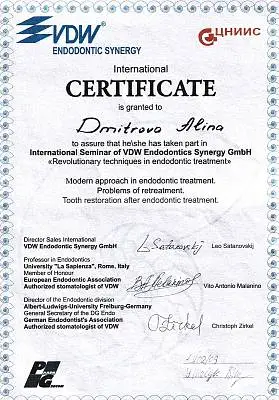 VDW
ENDODONTIC SYNERGY
ЦНИИС
International
CERTIFICATE
is granted to
Dmitrova Alina
to assure that he\she has taken part in
International Seminar of VDW Endodontics Synergy GmbH
«Revolutionary techniques in endodontic treatment»
Modern approach in endodontic treatment.
Problems of retreatment.
Tooth restoration after endodontic treatment.
Director Sales International
VDW Endodontic Synergy GmbH
Leo Satanovskij
Professor in Endodontics
University "La Sapienza", Rome, Italy
Member of Honour
European Endodontic Association
Authorized stomatologist of VDW
Vito Antonio Malanino
Director of the Endodontic division
Albert-Ludwigs-University Freiburg-Germany
General Secretary of the DG Endo
German Endodontist's Association
Authorized stomatologist of VDW
Christoph Zirkel